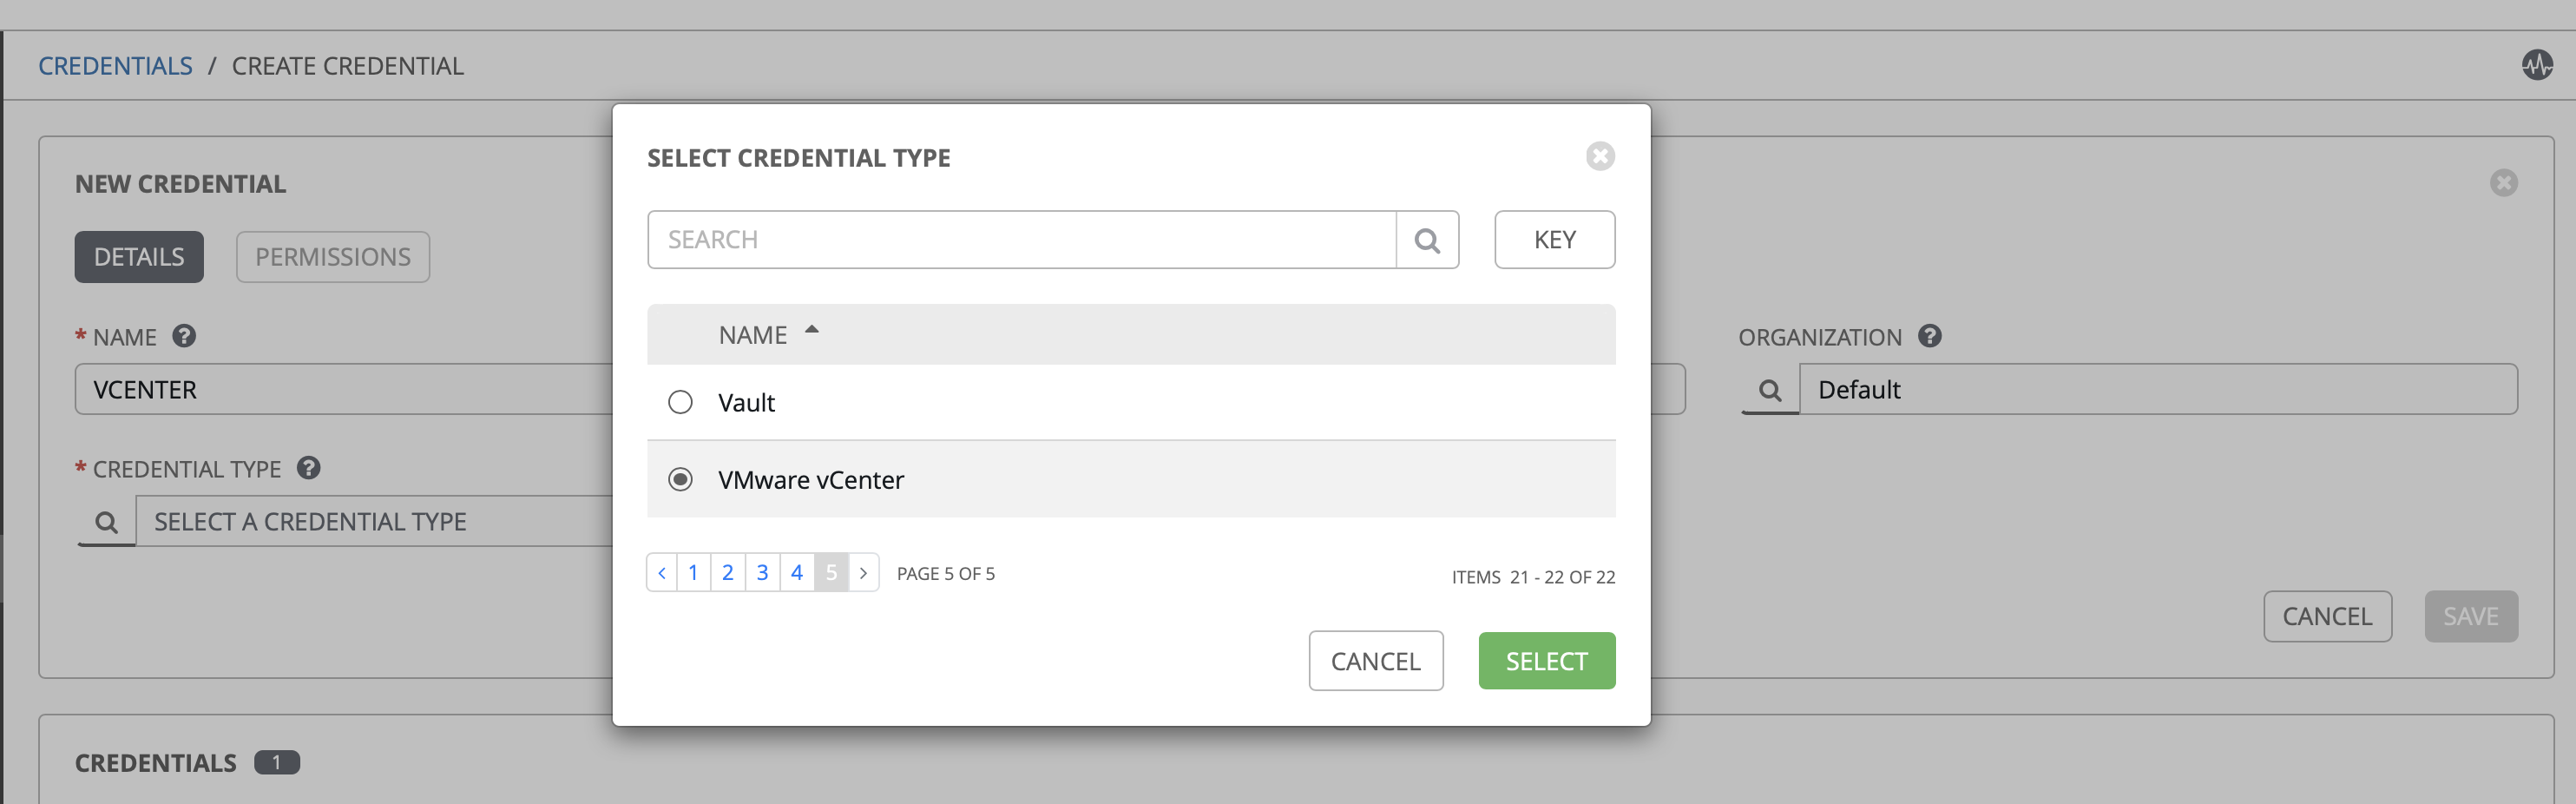 CREDENTIALS / CREATE CREDENTIAL
NEW CREDENTIAL
DETAILS PERMISSIONS
* NAME ?
VCENTER
* CREDENTIAL TYPE ?
SELECT A CREDENTIAL TYPE
SELECT CREDENTIAL TYPE
SEARCH KEY
NAME
Vault
VMware vCenter
< 1 2 3 4 5 > PAGE 5 OF 5 ITEMS 21 - 22 OF 22
CANCEL SELECT
ORGANIZATION ?
Default
CANCEL SAVE
CREDENTIALS 1